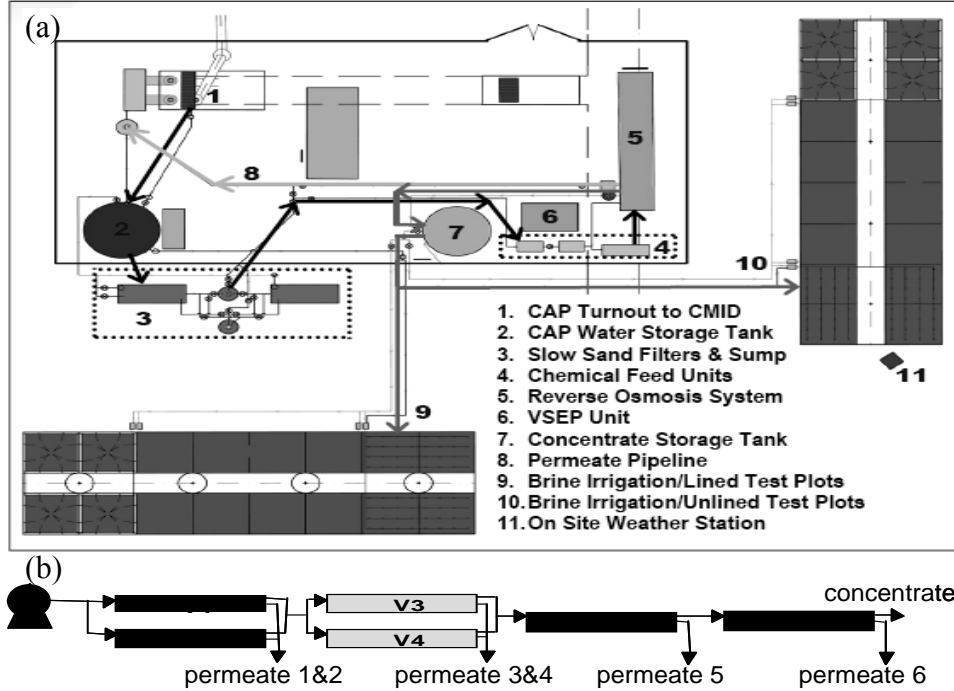 (a)
1
2
3
4
5
6
7
8
9
10
11
1. CAP Turnout to CMID
2. CAP Water Storage Tank
3. Slow Sand Filters & Sump
4. Chemical Feed Units
5. Reverse Osmosis System
6. VSEP Unit
7. Concentrate Storage Tank
8. Permeate Pipeline
9. Brine Irrigation/Lined Test Plots
10. Brine Irrigation/Unlined Test Plots
11. On Site Weather Station
(b)
V3
V4
concentrate
permeate 1&2
permeate 3&4
permeate 5
permeate 6